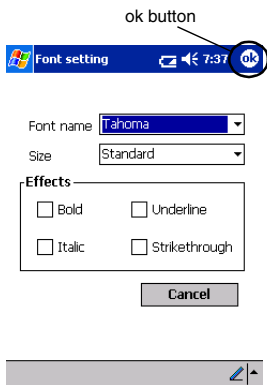 ok button
Font setting 7:37 ok
Font name Tahoma
Size Standard
Effects
Bold Underline
Italic Strikethrough
Cancel